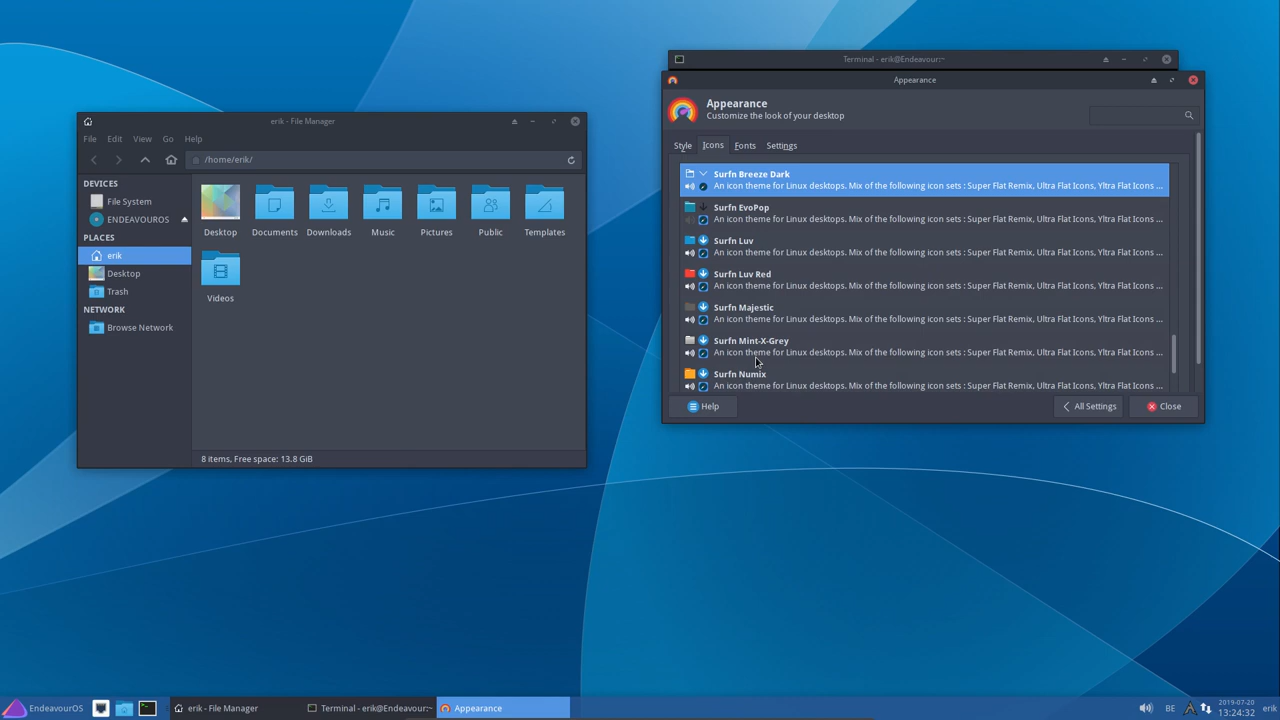 Terminal - erik@Endeavour:~
Appearance
Appearance
Customize the look of your desktop
Style Icons Fonts Settings
Surfn Breeze Dark
An icon theme for Linux desktops. Mix of the following icon sets : Super Flat Remix, Ultra Flat Icons, Yltra Flat Icons ...
Surfn EvoPop
An icon theme for Linux desktops. Mix of the following icon sets : Super Flat Remix, Ultra Flat Icons, Yltra Flat Icons ...
Surfn Luv
An icon theme for Linux desktops. Mix of the following icon sets : Super Flat Remix, Ultra Flat Icons, Yltra Flat Icons ...
Surfn Luv Red
An icon theme for Linux desktops. Mix of the following icon sets : Super Flat Remix, Ultra Flat Icons, Yltra Flat Icons ...
Surfn Majestic
An icon theme for Linux desktops. Mix of the following icon sets : Super Flat Remix, Ultra Flat Icons, Yltra Flat Icons ...
Surfn Mint-X-Grey
An icon theme for Linux desktops. Mix of the following icon sets : Super Flat Remix, Ultra Flat Icons, Yltra Flat Icons ...
Surfn Numix
An icon theme for Linux desktops. Mix of the following icon sets : Super Flat Remix, Ultra Flat Icons, Yltra Flat Icons ...
Help All Settings Close
erik - File Manager
File Edit View Go Help
/home/erik/
DEVICES
File System
ENDEAVOUROS
PLACES
erik
Desktop
Trash
NETWORK
Browse Network
Desktop Documents Downloads Music Pictures Public Templates
Videos
8 items, Free space: 13.8 GiB
EndeavourOS erik - File Manager Terminal - erik@Endeavour:~ Appearance BE 2019-07-20 erik
13:24:32